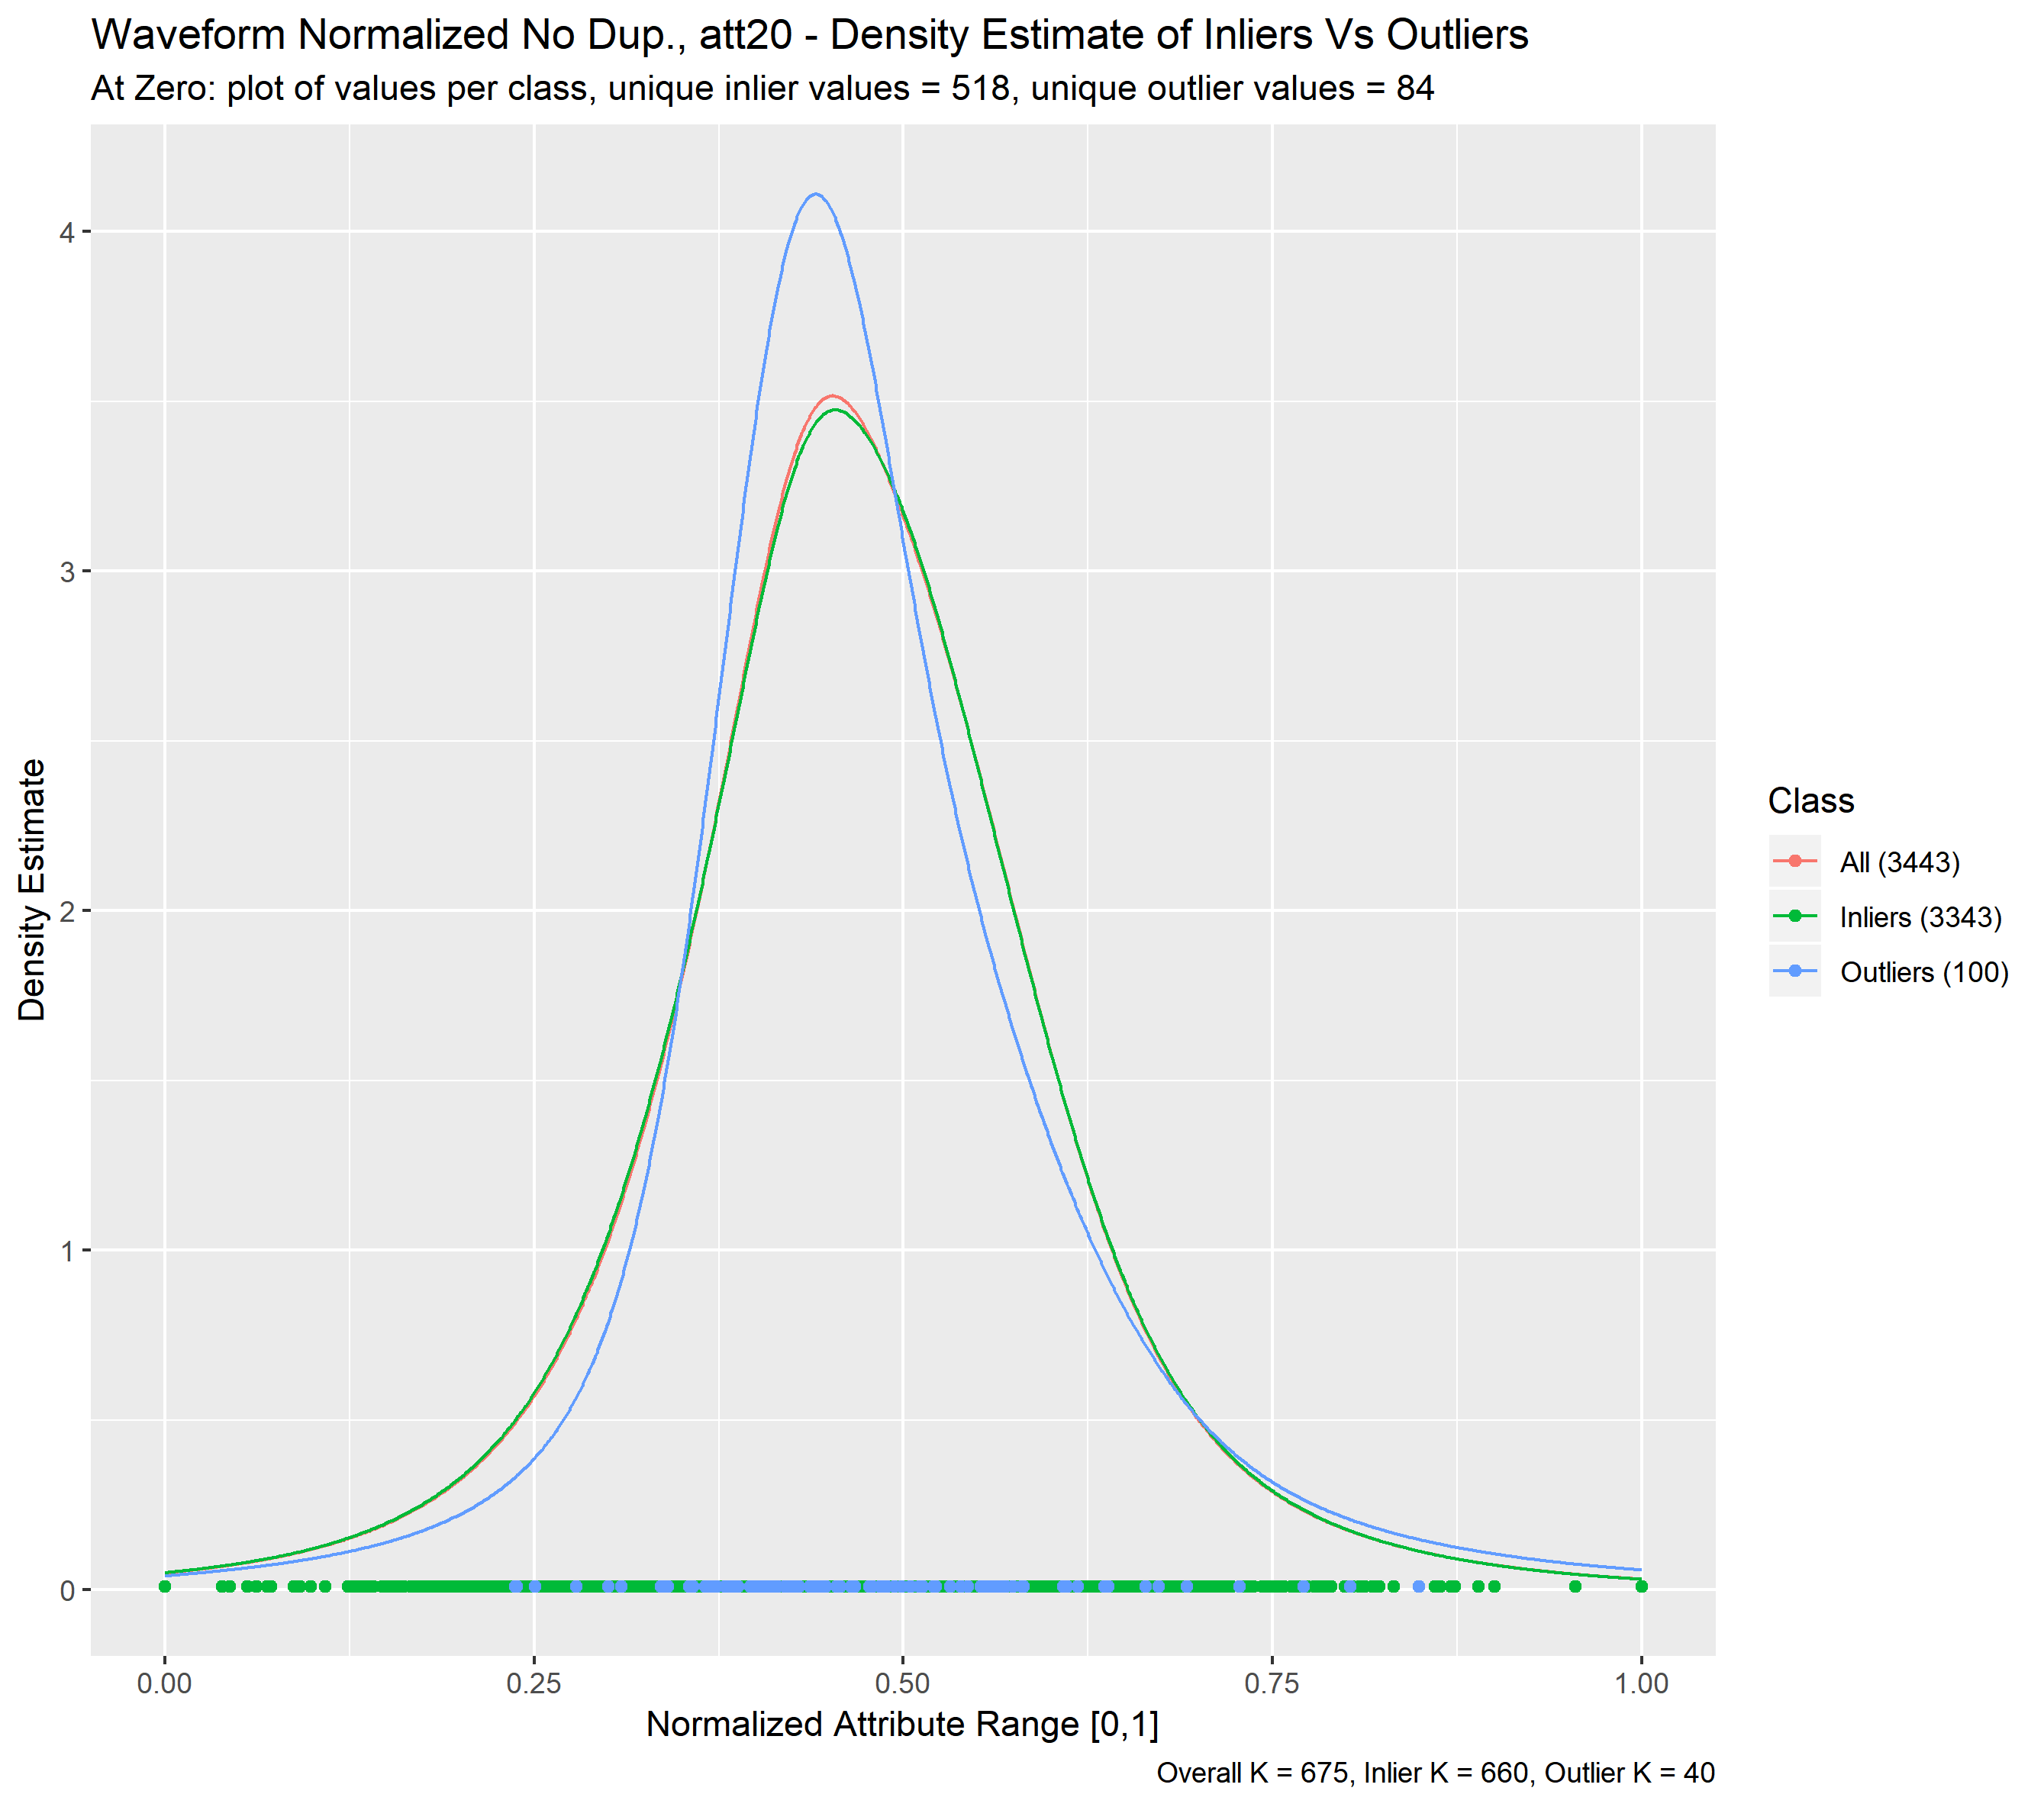 Waveform Normalized No Dup., att20 - Density Estimate of Inliers Vs Outliers
At Zero: plot of values per class, unique inlier values = 518, unique outlier values = 84
Density Estimate
4
3
2
1
0
0.00 0.25 0.50 0.75 1.00
Normalized Attribute Range [0,1]
Class
All (3443)
Inliers (3343)
Outliers (100)
Overall K = 675, Inlier K = 660, Outlier K = 40